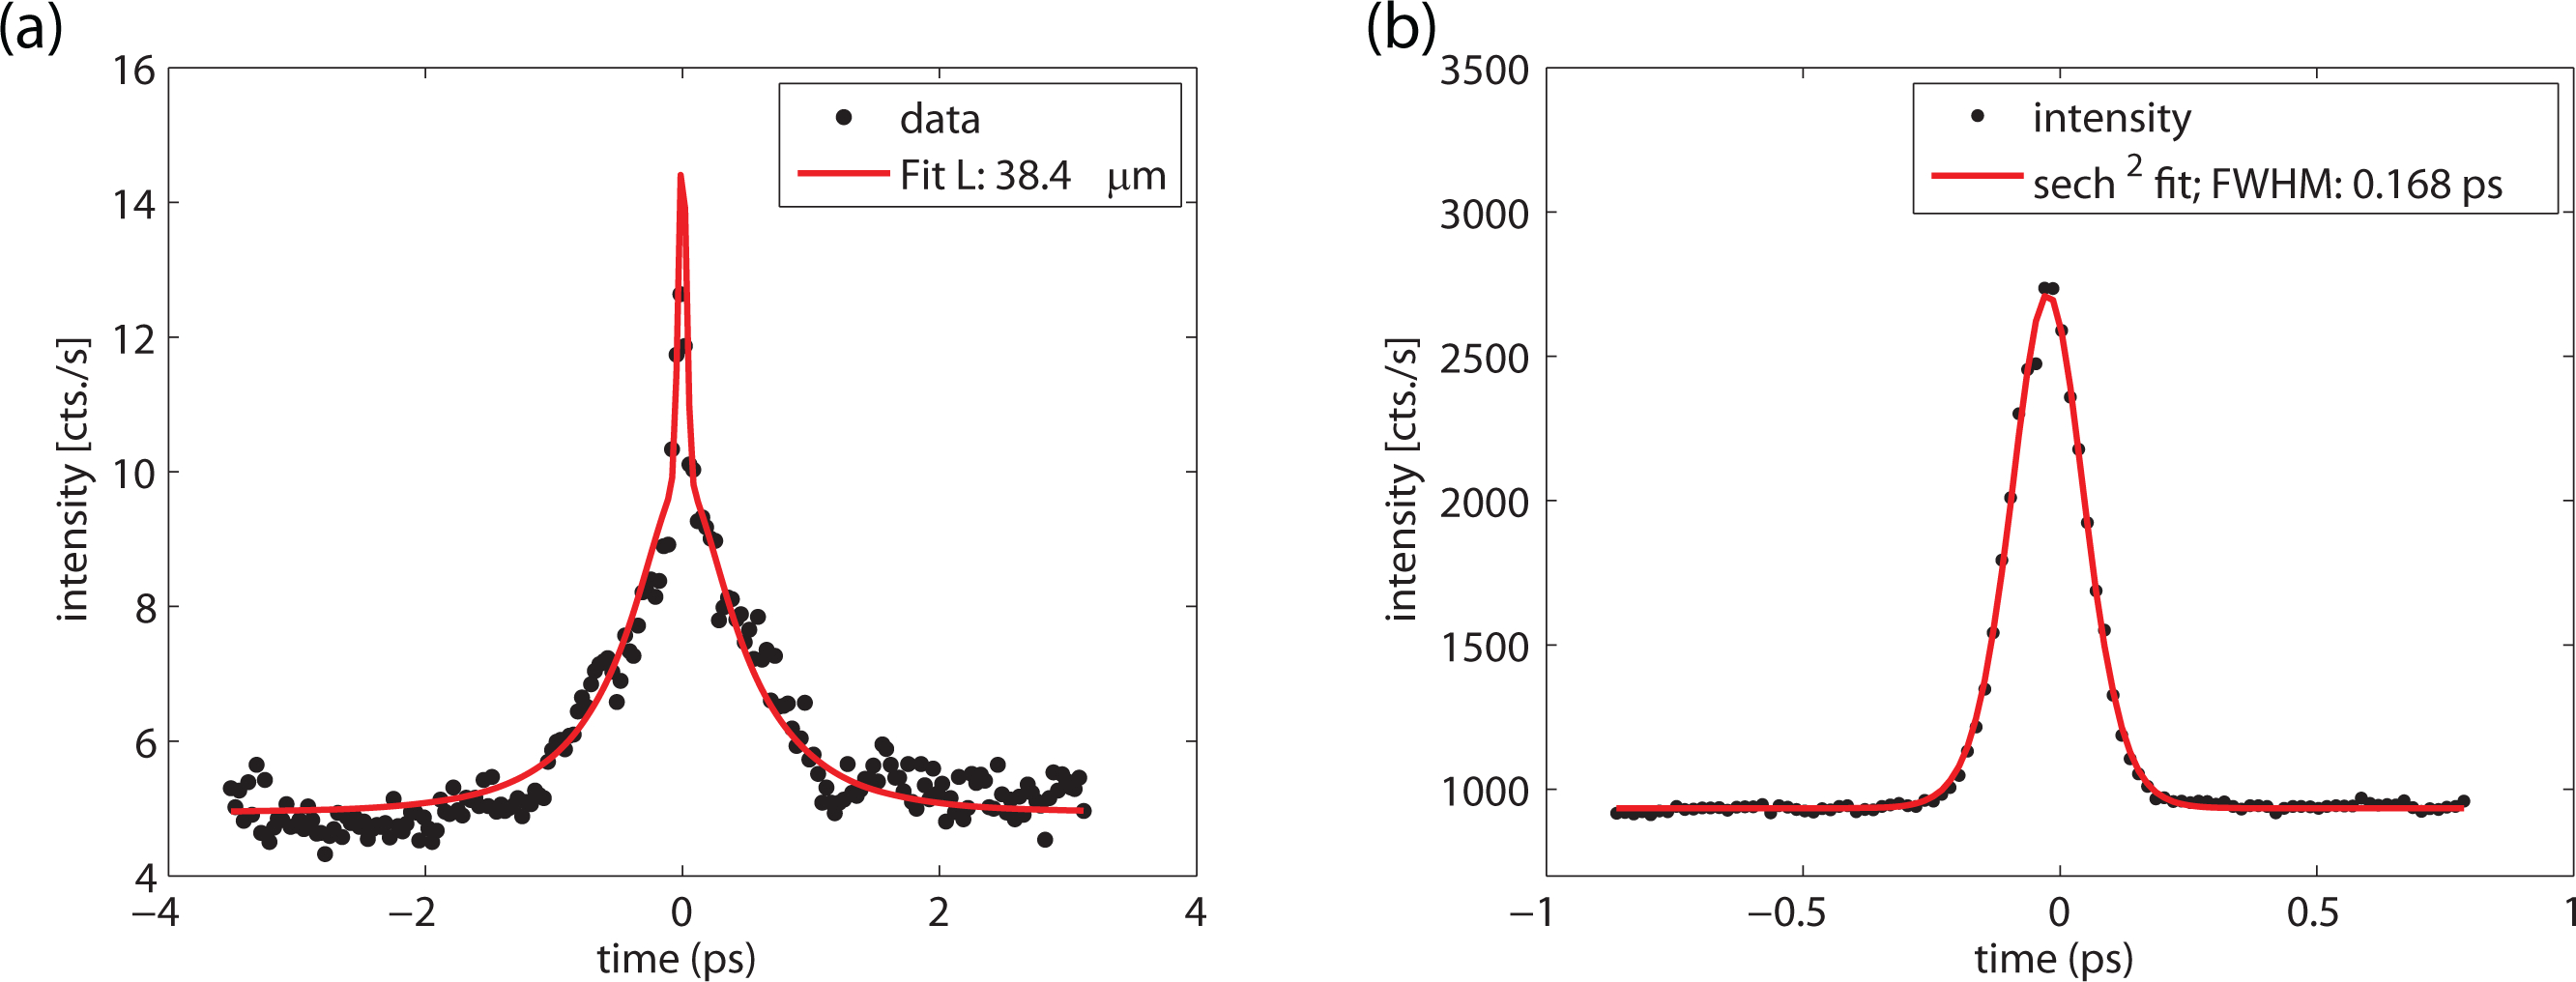 (a)
16
14
12
10
8
6
4
−4
−2
0
2
4
intensity [cts./s]
time (ps)
data
Fit L: 38.4 μm
(b)
3500
3000
2500
2000
1500
1000
−1
−0.5
0
0.5
1
intensity [cts./s]
time (ps)
intensity
sech 2 fit; FWHM: 0.168 ps